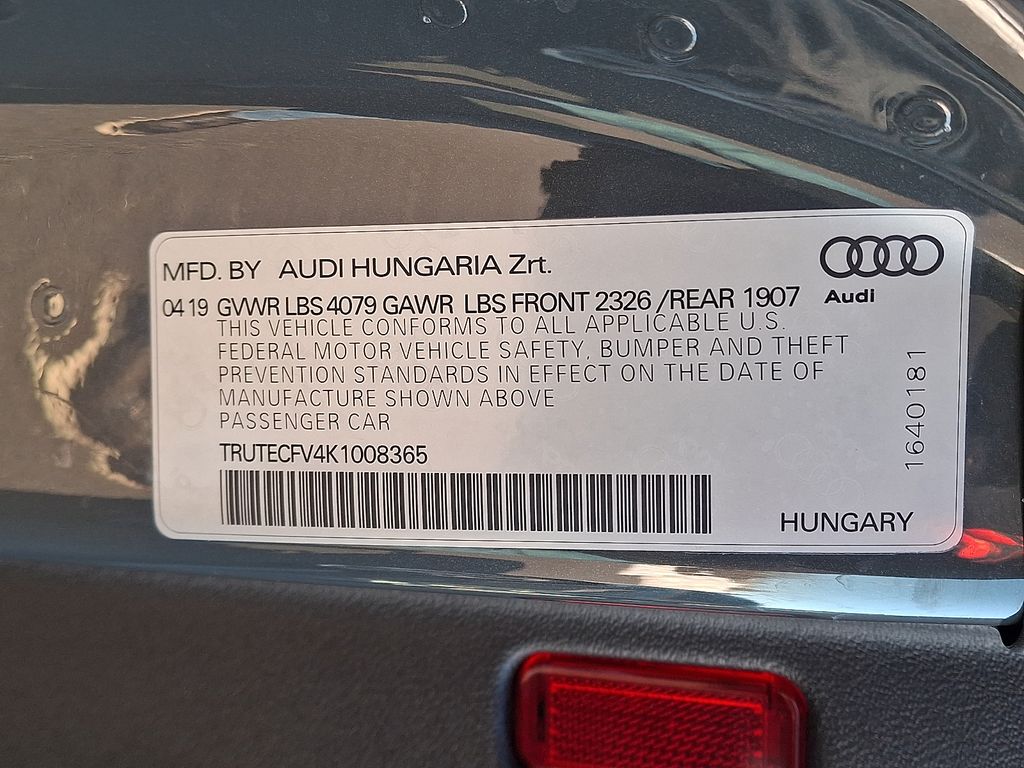 MFD. BY AUDI HUNGARIA Zrt.
04 19 GVWR LBS 4079 GAWR LBS FRONT 2326 /REAR 1907
Audi
THIS VEHICLE CONFORMS TO ALL APPLICABLE U.S.
FEDERAL MOTOR VEHICLE SAFETY, BUMPER AND THEFT
PREVENTION STANDARDS IN EFFECT ON THE DATE OF
MANUFACTURE SHOWN ABOVE
PASSENGER CAR
TRUTECFV4K1008365
1640181
HUNGARY